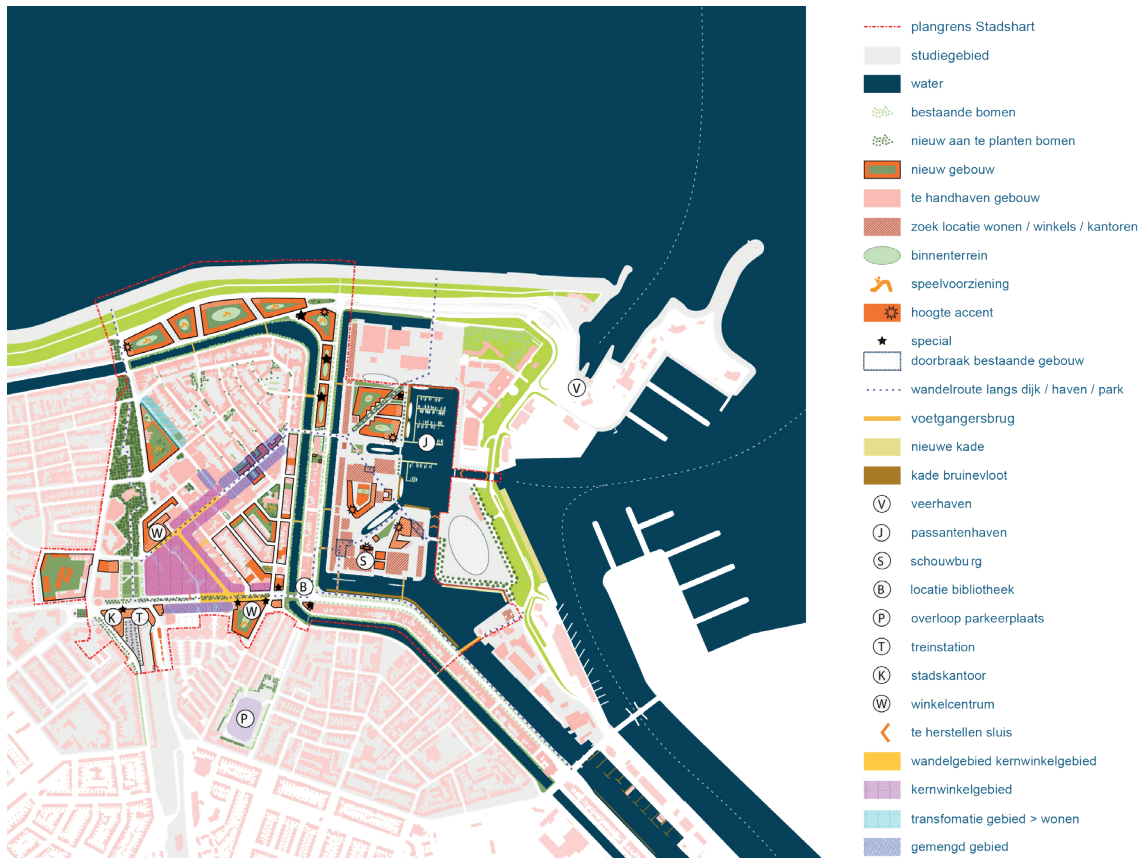 plangrens Stadshart
studiegebied
water
bestaande bomen
nieuw aan te planten bomen
nieuw gebouw
te handhaven gebouw
zoek locatie wonen / winkels / kantoren
binnenterrein
speelvoorziening
hoogte accent
special
doorbraak bestaande gebouw
wandelroute langs dijk / haven / park
voetgangersbrug
nieuwe kade
kade bruinevloot
V veerhaven
J passantenhaven
S schouwburg
B locatie bibliotheek
P overloop parkeerplaats
T treinstation
K stadskantoor
W winkelcentrum
te herstellen sluis
wandelgebied kernwinkelgebied
kernwinkelgebied
transfomatie gebied > wonen
gemengd gebied
V
J
W
S
B
K T W
P